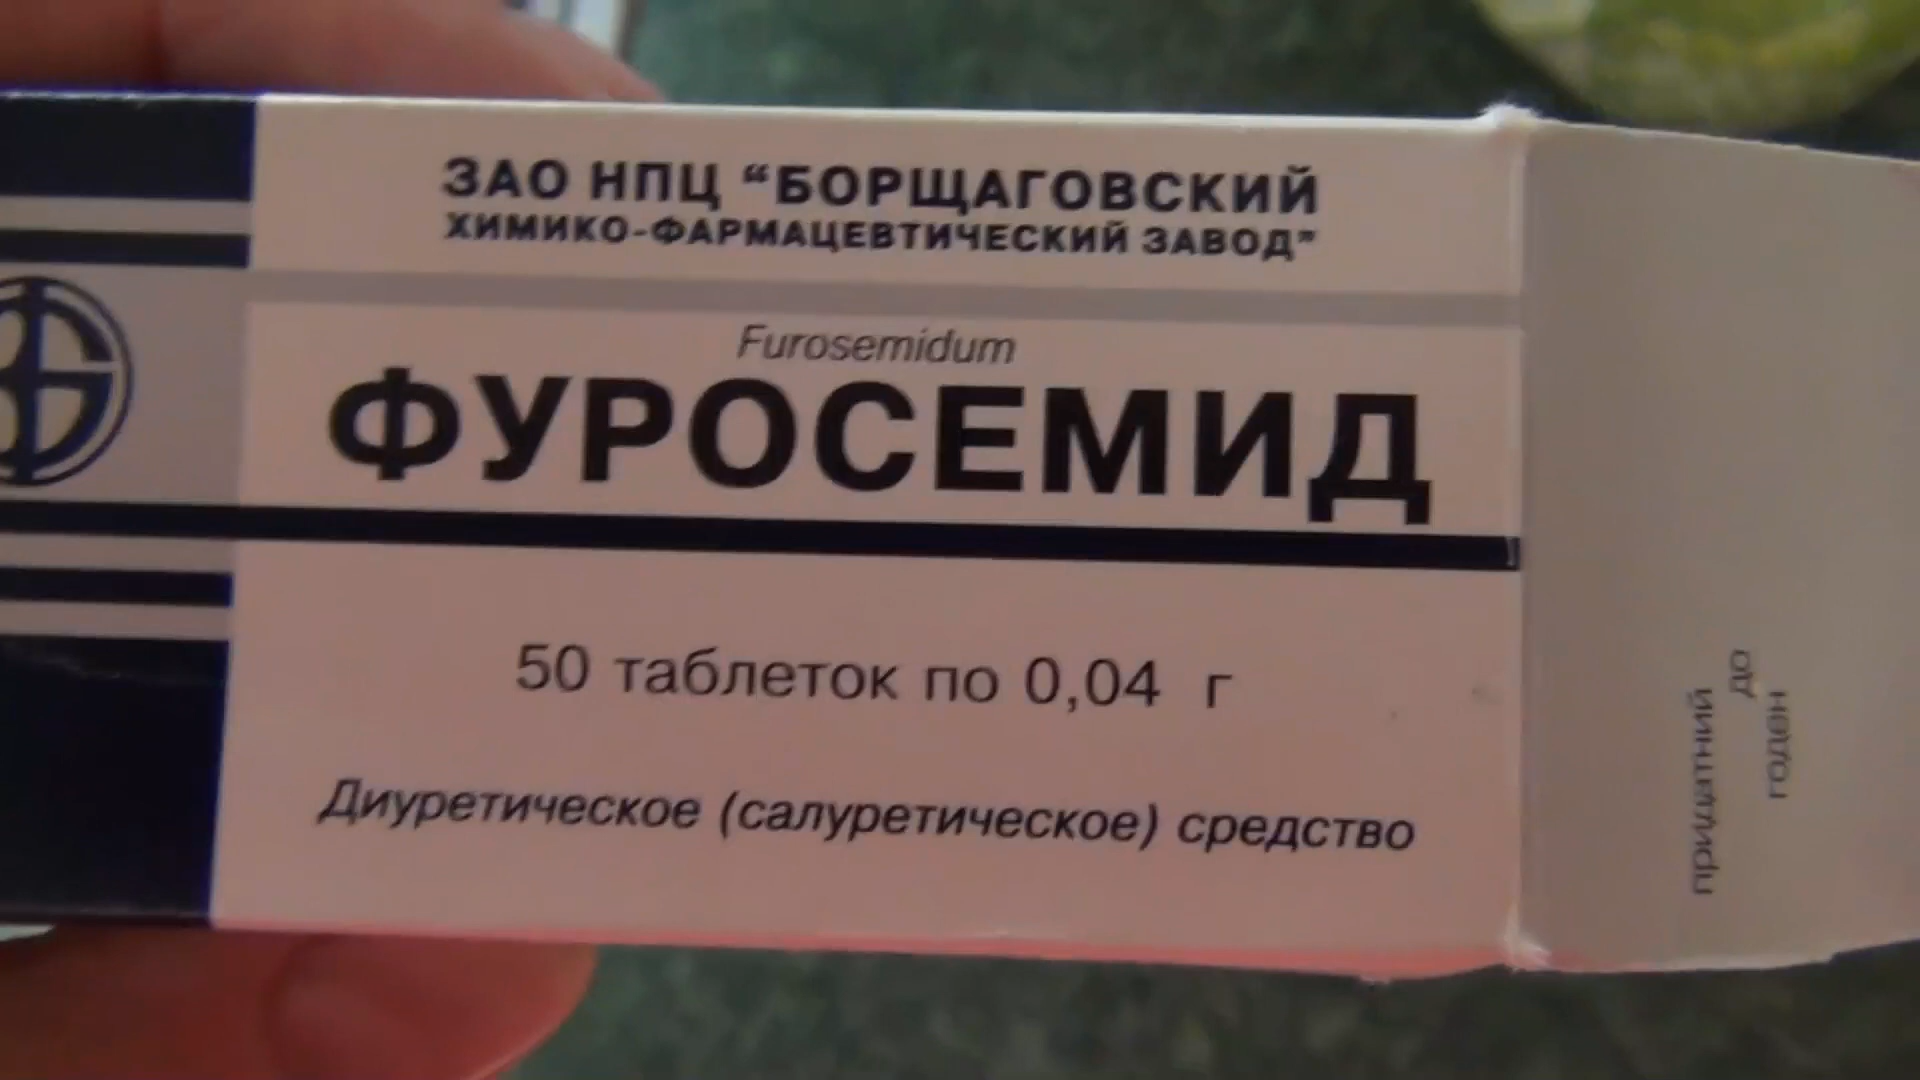 ЗАО НПЦ “БОРЩАГОВСКИЙ
ХИМИКО-ФАРМАЦЕВТИЧЕСКИЙ ЗАВОД”
Furosemidum
ФУРОСЕМИД
50 таблеток по 0,04 г
Диуретическое (салуретическое) средство
придатний
до
годен